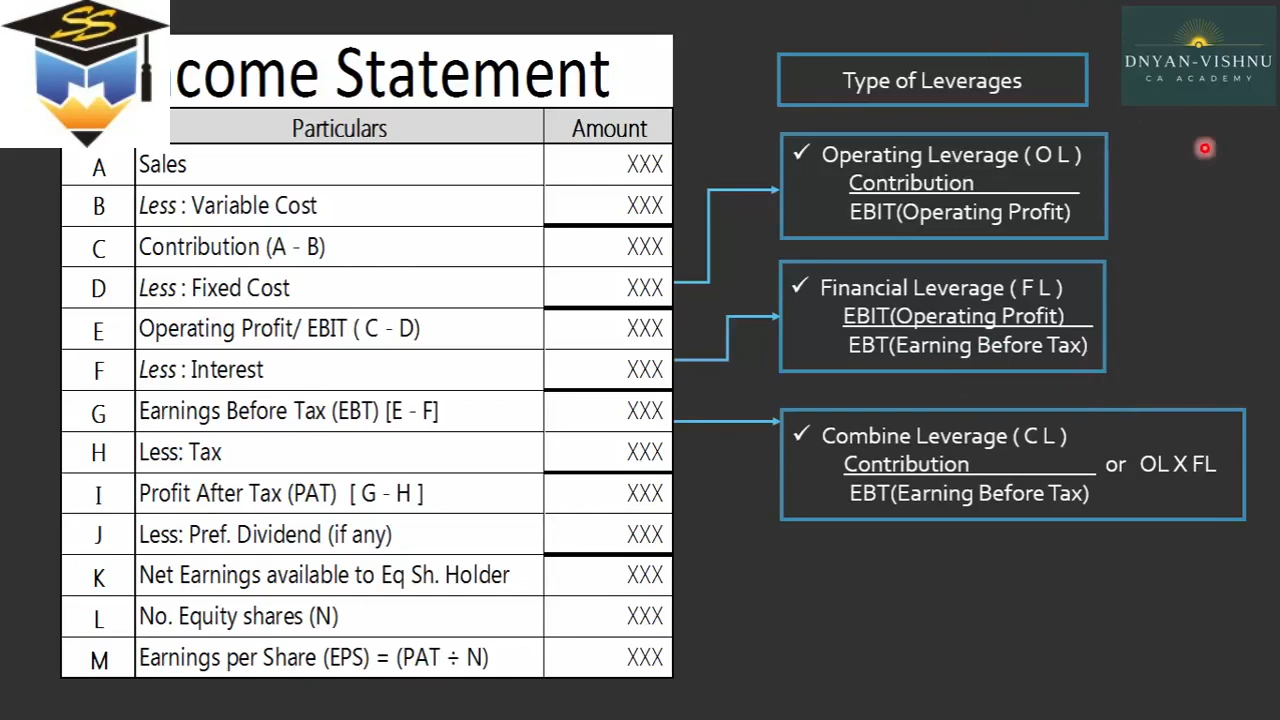 SS
come Statement
Particulars Amount
A Sales XXX
B Less : Variable Cost XXX
C Contribution (A - B) XXX
D Less : Fixed Cost XXX
E Operating Profit/ EBIT ( C - D) XXX
F Less : Interest XXX
G Earnings Before Tax (EBT) [E - F] XXX
H Less: Tax XXX
I Profit After Tax (PAT) [ G - H ] XXX
J Less: Pref. Dividend (if any) XXX
K Net Earnings available to Eq Sh. Holder XXX
L No. Equity shares (N) XXX
M Earnings per Share (EPS) = (PAT ÷ N) XXX
Type of Leverages
✓ Operating Leverage ( O L )
Contribution
EBIT(Operating Profit)
✓ Financial Leverage ( F L )
EBIT(Operating Profit)
EBT(Earning Before Tax)
✓ Combine Leverage ( C L )
Contribution or OL X FL
EBT(Earning Before Tax)
DNYAN-VISHNU
CA ACADEMY